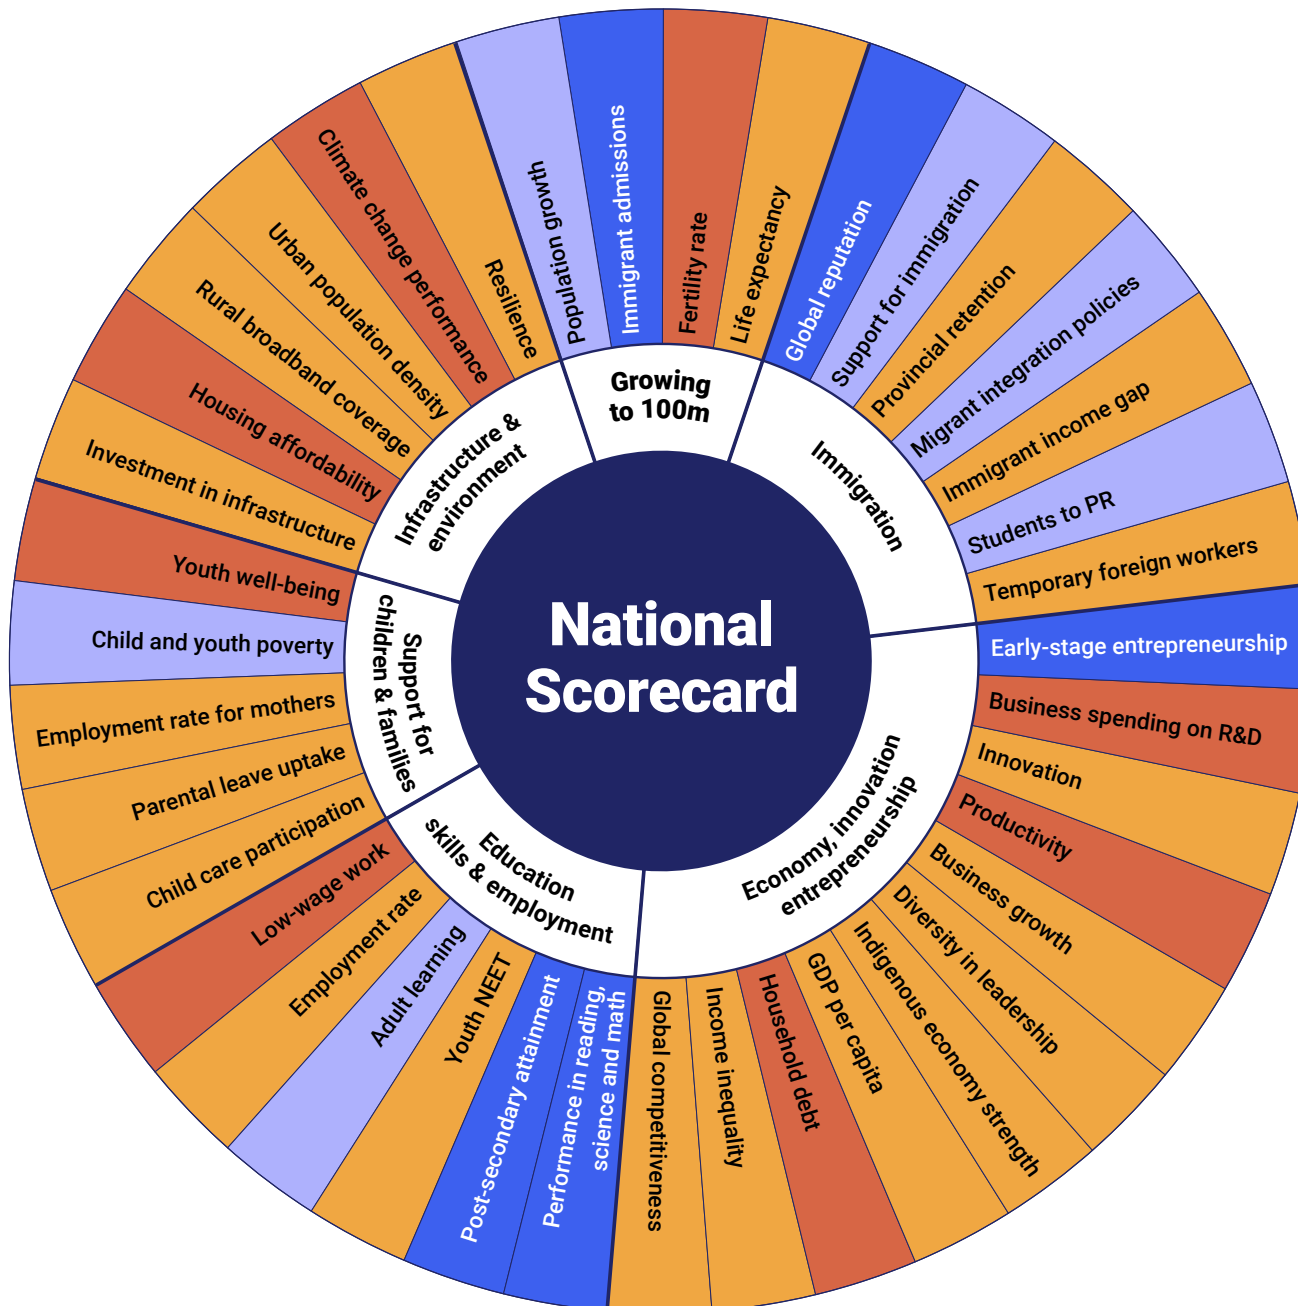 National
Scorecard
Growing
to 100m
Population growth
Immigrant admissions
Fertility rate
Life expectancy
Immigration
Global reputation
Support for immigration
Provincial retention
Migrant integration policies
Immigrant income gap
Students to PR
Temporary foreign workers
Economy, innovation
entrepreneurship
Early-stage entrepreneurship
Business spending on R&D
Innovation
Productivity
Business growth
Diversity in leadership
Indigenous economy strength
GDP per capita
Household debt
Income inequality
Global competitiveness
Education
skills & employment
Performance in reading,
science and math
Post-secondary attainment
Youth NEET
Adult learning
Employment rate
Low-wage work
Support for
children & families
Child care participation
Parental leave uptake
Employment rate for mothers
Child and youth poverty
Youth well-being
Infrastructure &
environment
Investment in infrastructure
Housing affordability
Rural broadband coverage
Urban population density
Climate change performance
Resilience